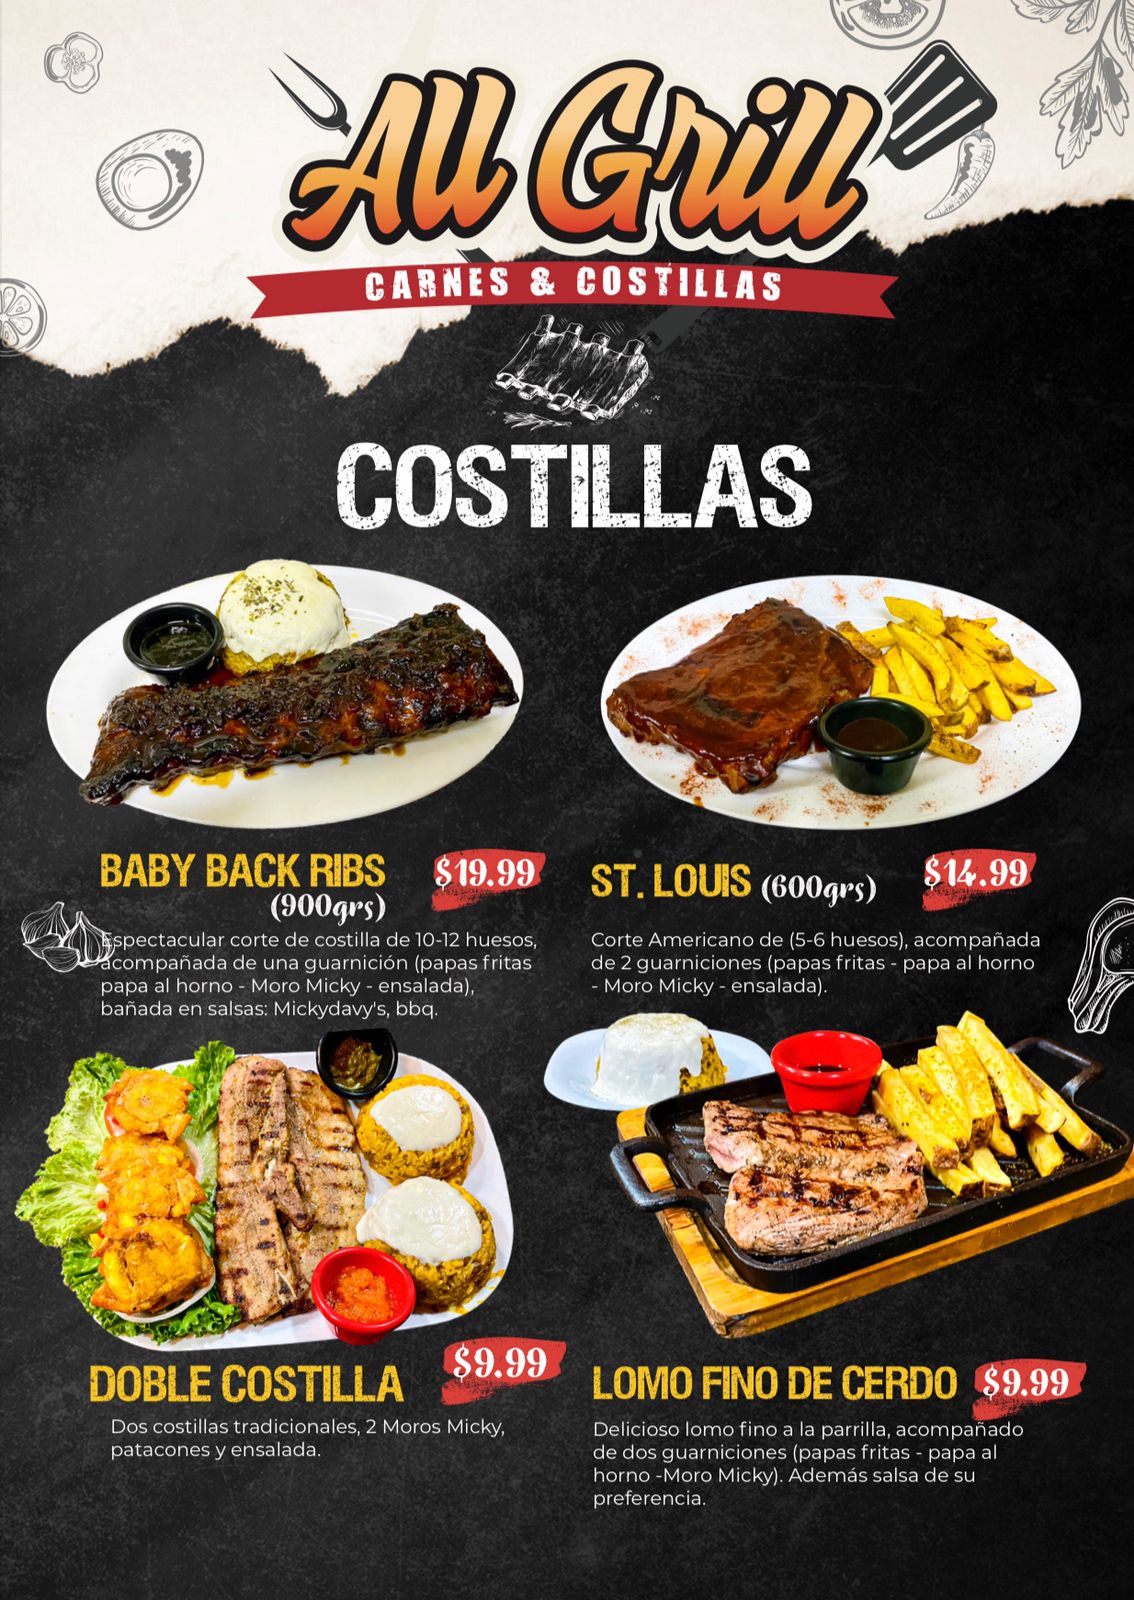 All Grill
CARNES & COSTILLAS
COSTILLAS
BABY BACK RIBS
(900grs)
$19.99
Espectacular corte de costilla de 10-12 huesos,
acompañada de una guarnición (papas fritas
papa al horno - Moro Micky - ensalada),
bañada en salsas: Mickydavy's, bbq.
ST. LOUIS (600grs)
$14.99
Corte Americano de (5-6 huesos), acompañada
de 2 guarniciones (papas fritas - papa al horno
- Moro Micky - ensalada).
DOBLE COSTILLA
$9.99
Dos costillas tradicionales, 2 Moros Micky,
patacones y ensalada.
LOMO FINO DE CERDO
$9.99
Delicioso lomo fino a la parrilla, acompañado
de dos guarniciones (papas fritas - papa al
horno -Moro Micky). Además salsa de su
preferencia.